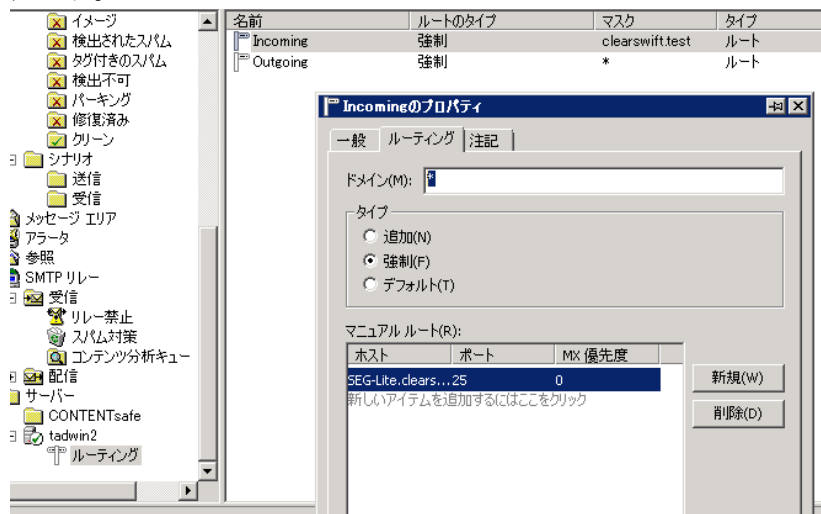 イメージ
検出されたスパム
タグ付きのスパム
検出不可
パーキング
修復済み
クリーン
シナリオ
送信
受信
メッセージ エリア
アラータ
参照
SMTP リレー
受信
リレー禁止
スパム対策
コンテンツ分析キュー
配信
サーバー
CONTENTsafe
tadwin2
ルーティング
名前 ルートのタイプ マスク タイプ
Incoming 強制 clearswift.test ルート
Outgoing 強制 * ルート
Incomingのプロパティ
一般 ルーティング 注記
ドメイン(M): *
タイプ
追加(N)
強制(F)
デフォルト(T)
マニュアル ルート(R):
ホスト ポート MX 優先度
SEG-Lite.clears...25 0
新しいアイテムを追加するにはここをクリック
新規(W)
削除(D)